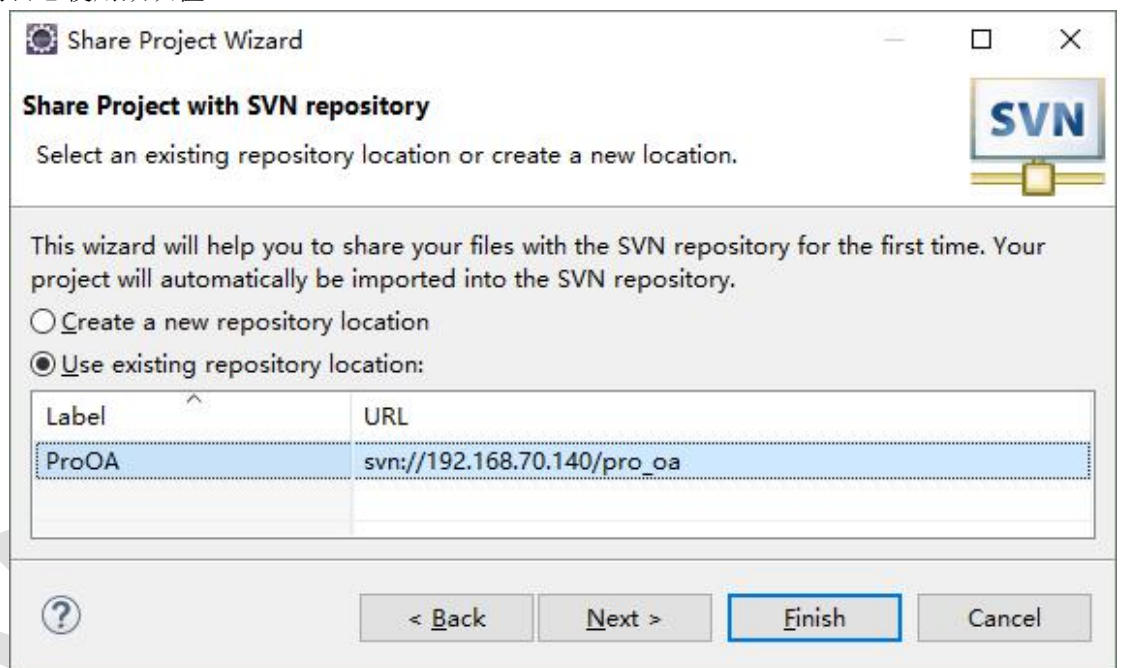 Share Project Wizard
Share Project with SVN repository
SVN
Select an existing repository location or create a new location.
This wizard will help you to share your files with the SVN repository for the first time. Your
project will automatically be imported into the SVN repository.
Create a new repository location
Use existing repository location:
Label URL
ProOA svn://192.168.70.140/pro_oa
< Back Next > Finish Cancel